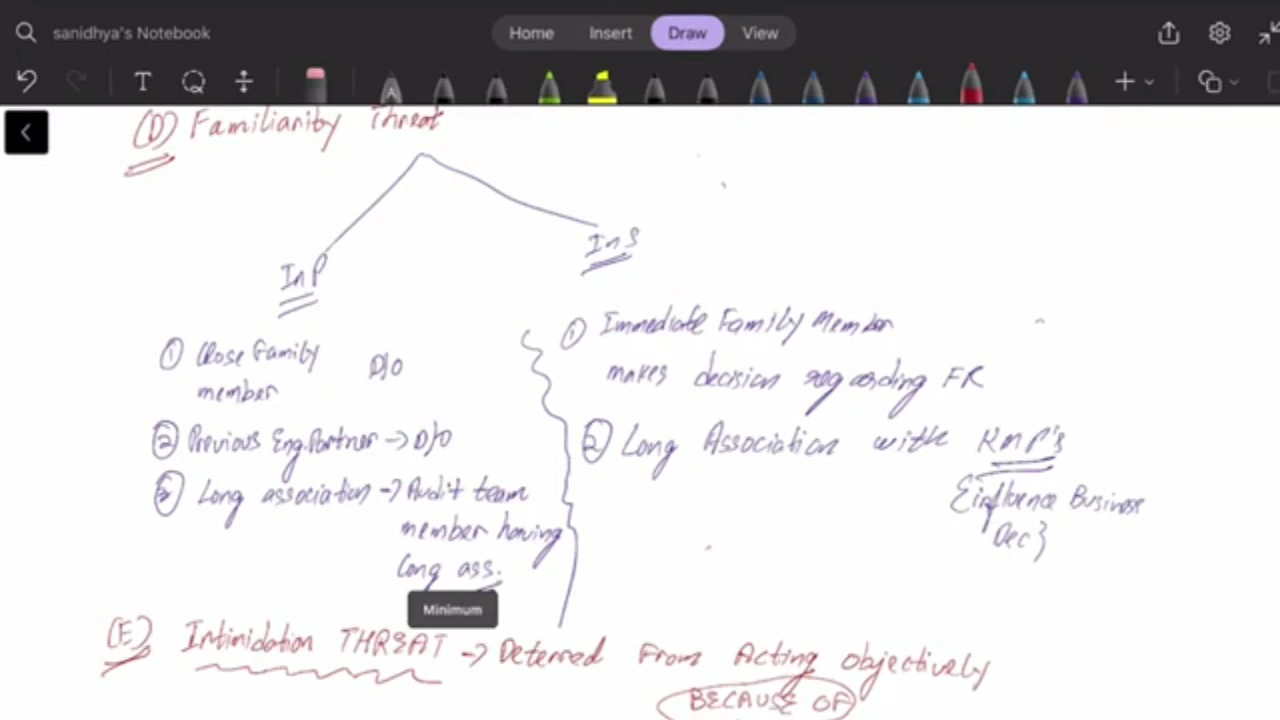 sanidhya's Notebook
Home Insert Draw View
(D) Familiarity Threat
InP
InS
① Close Family member D/O
② Previous Eng. Partner -> D/O
③ Long association -> Audit team
member having
long ass.
① Immediate Family Member
makes decision regarding FR
② Long Association with KMP's
{influence Business
Dec}
Minimum
(E) Intimidation THREAT -> Deterred From Acting Objectively
BECAUSE OF